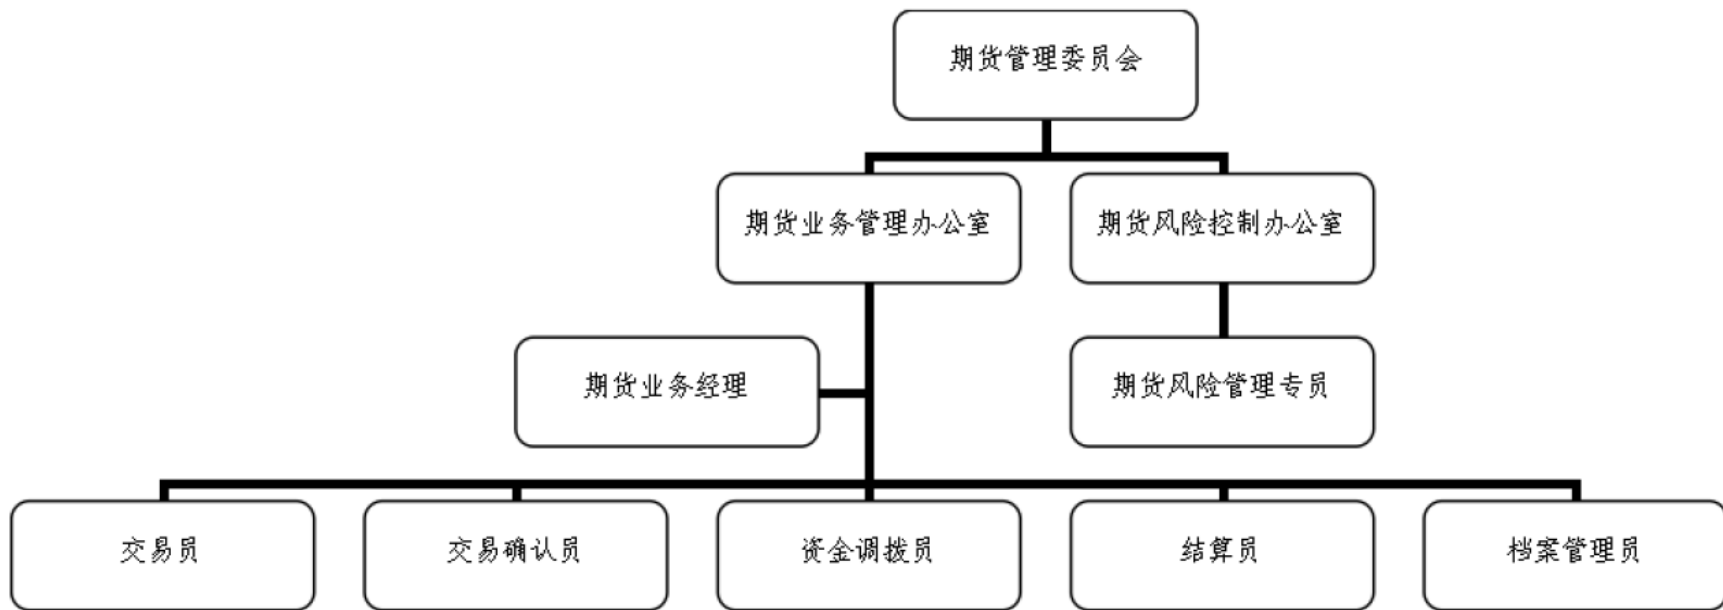 期货管理委员会
期货业务管理办公室
期货风险控制办公室
期货业务经理
期货风险管理专员
交易员
交易确认员
资金调拨员
结算员
档案管理员